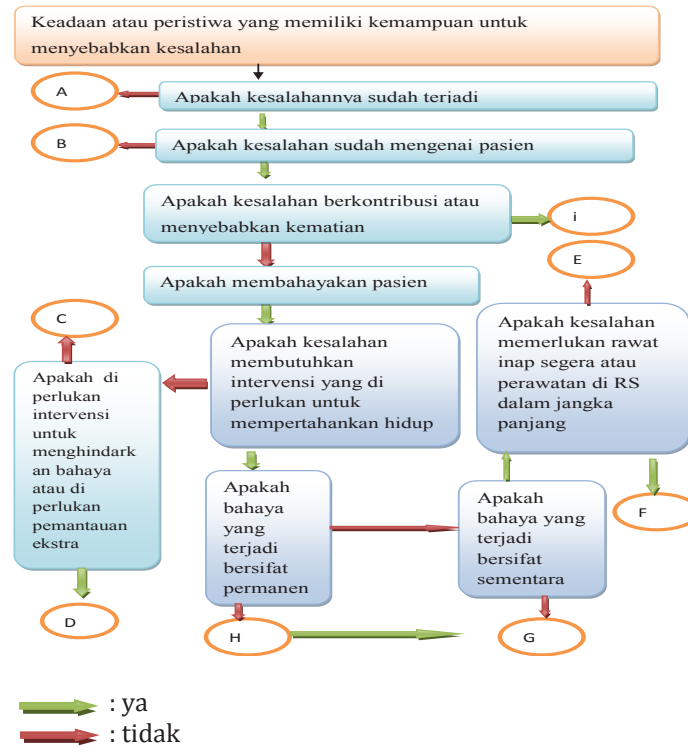 Keadaan atau peristiwa yang memiliki kemampuan untuk
menyebabkan kesalahan
A
Apakah kesalahannya sudah terjadi
B
Apakah kesalahan sudah mengenai pasien
Apakah kesalahan berkontribusi atau
menyebabkan kematian
i
E
Apakah membahayakan pasien
C
Apakah kesalahan
membutuhkan
intervensi yang di
perlukan untuk
mempertahankan hidup
Apakah kesalahan
memerlukan rawat
inap segera atau
perawatan di RS
dalam jangka
panjang
Apakah di
perlukan
intervensi
untuk
menghindark
an bahaya
atau di
perlukan
pemantauan
ekstra
Apakah
bahaya
yang
terjadi
bersifat
permanen
Apakah
bahaya yang
terjadi
bersifat
sementara
F
D
H
G
: ya
: tidak